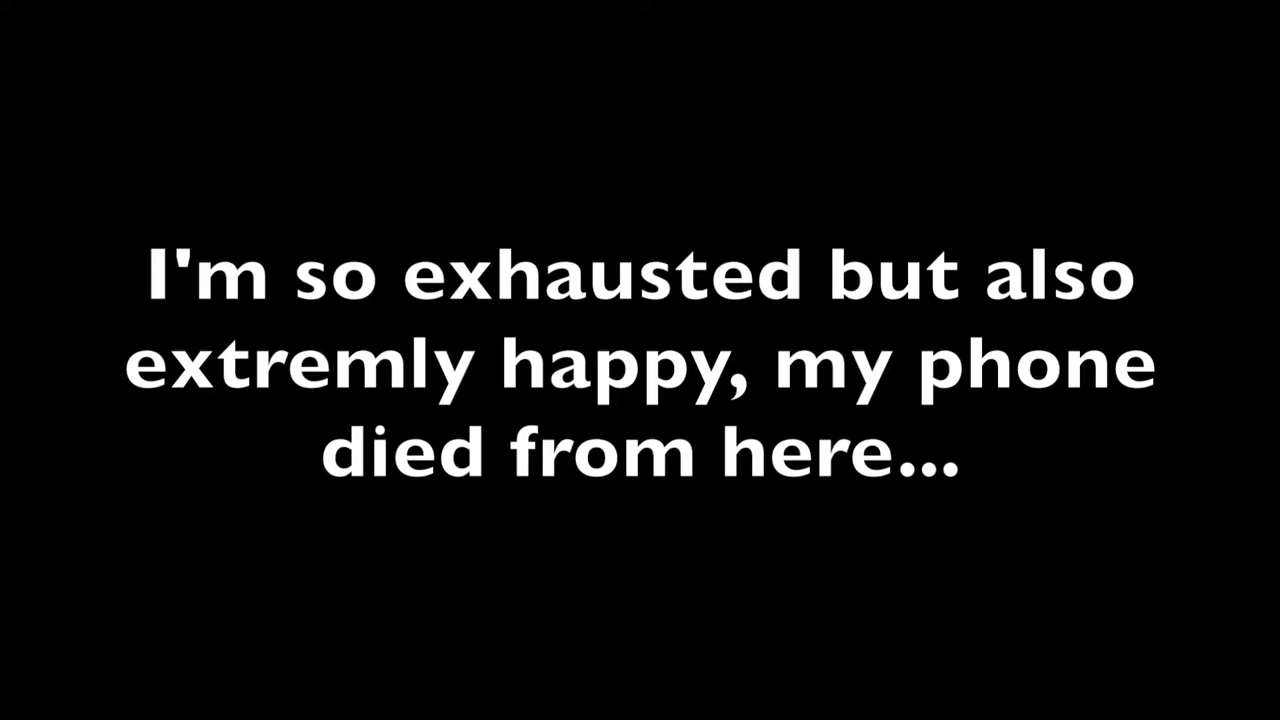 I'm so exhausted but also
extremly happy, my phone
died from here...